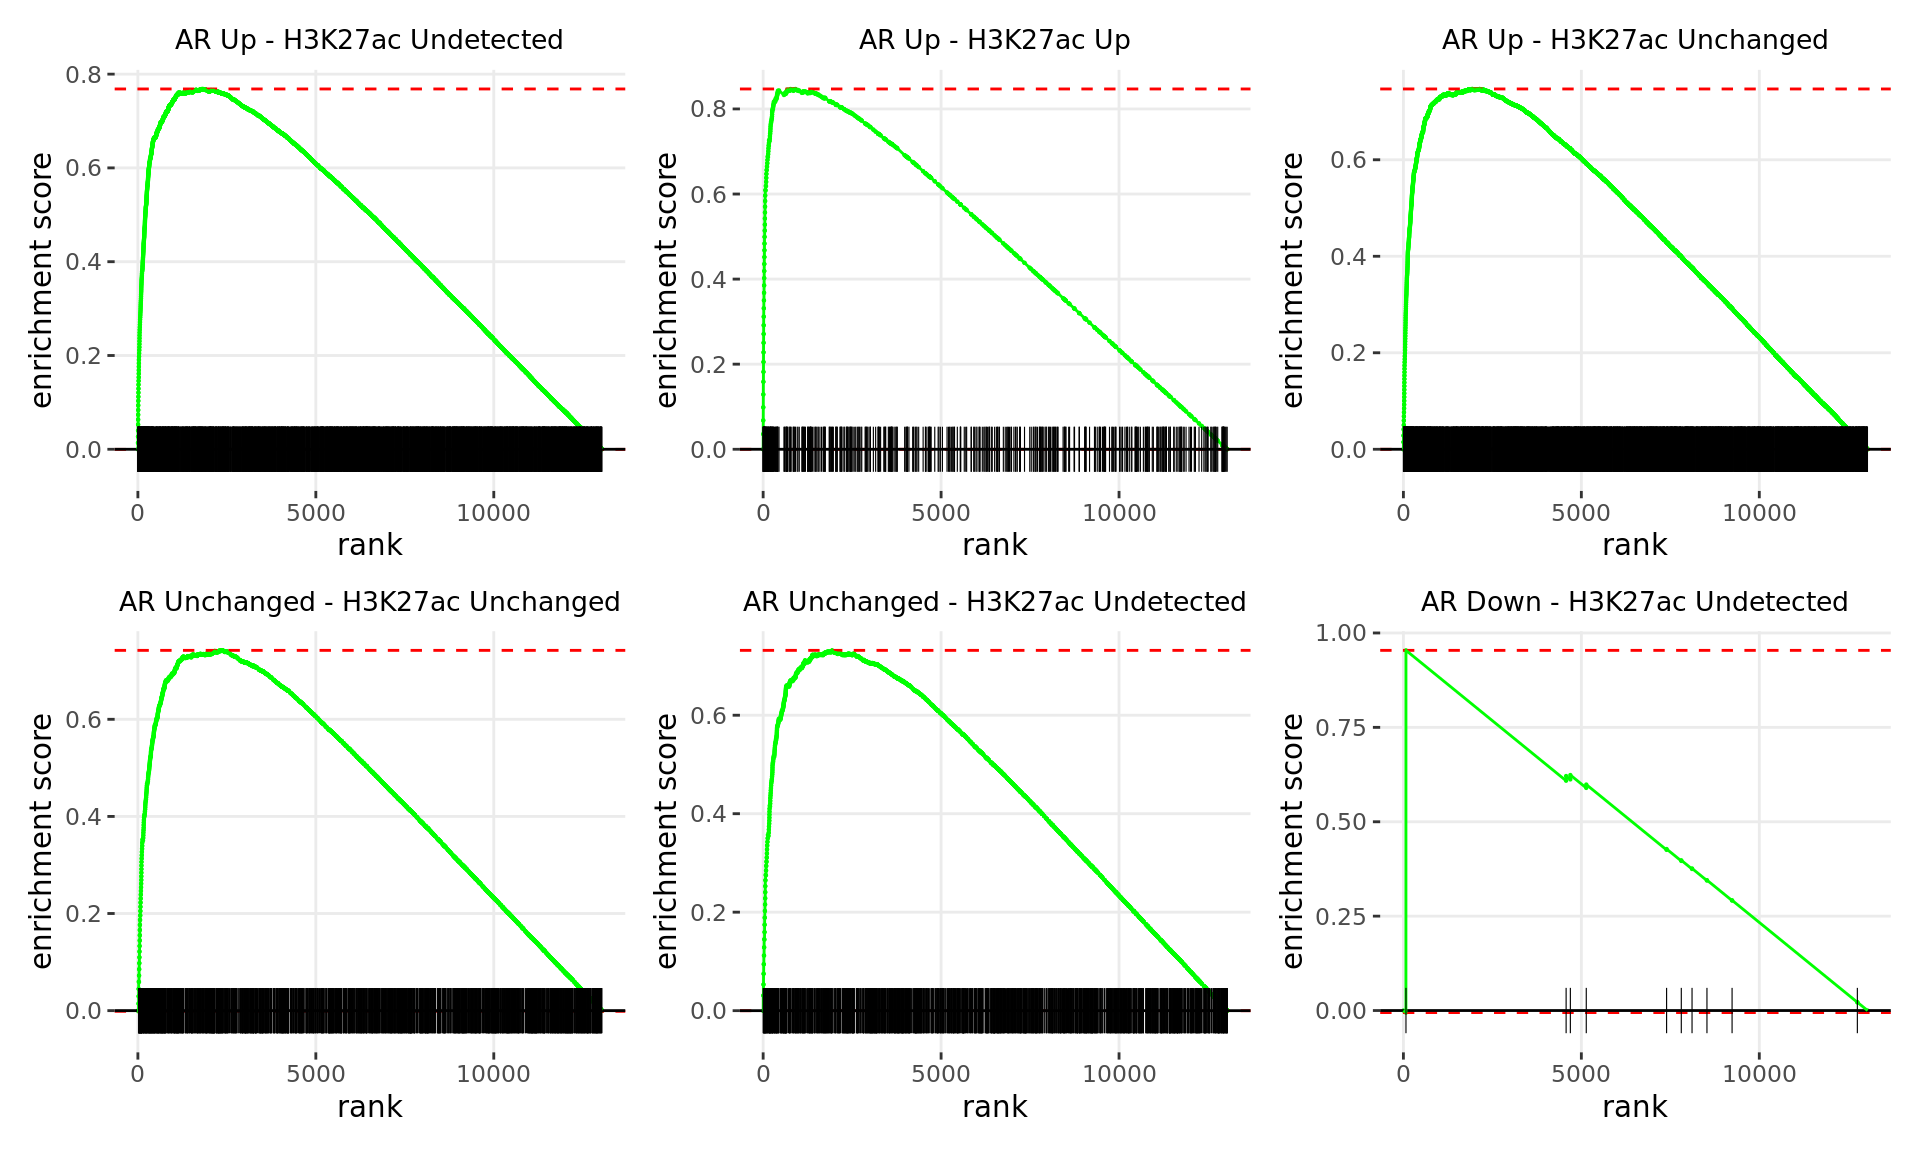 AR Up - H3K27ac Undetected
AR Up - H3K27ac Up
AR Up - H3K27ac Unchanged
enrichment score
0.8
0.6
0.4
0.2
0.0
0
5000
10000
rank
enrichment score
0.8
0.6
0.4
0.2
0.0
0
5000
10000
rank
enrichment score
0.6
0.4
0.2
0.0
0
5000
10000
rank
AR Unchanged - H3K27ac Unchanged
AR Unchanged - H3K27ac Undetected
AR Down - H3K27ac Undetected
enrichment score
0.6
0.4
0.2
0.0
0
5000
10000
rank
enrichment score
0.6
0.4
0.2
0.0
0
5000
10000
rank
enrichment score
1.00
0.75
0.50
0.25
0.00
0
5000
10000
rank